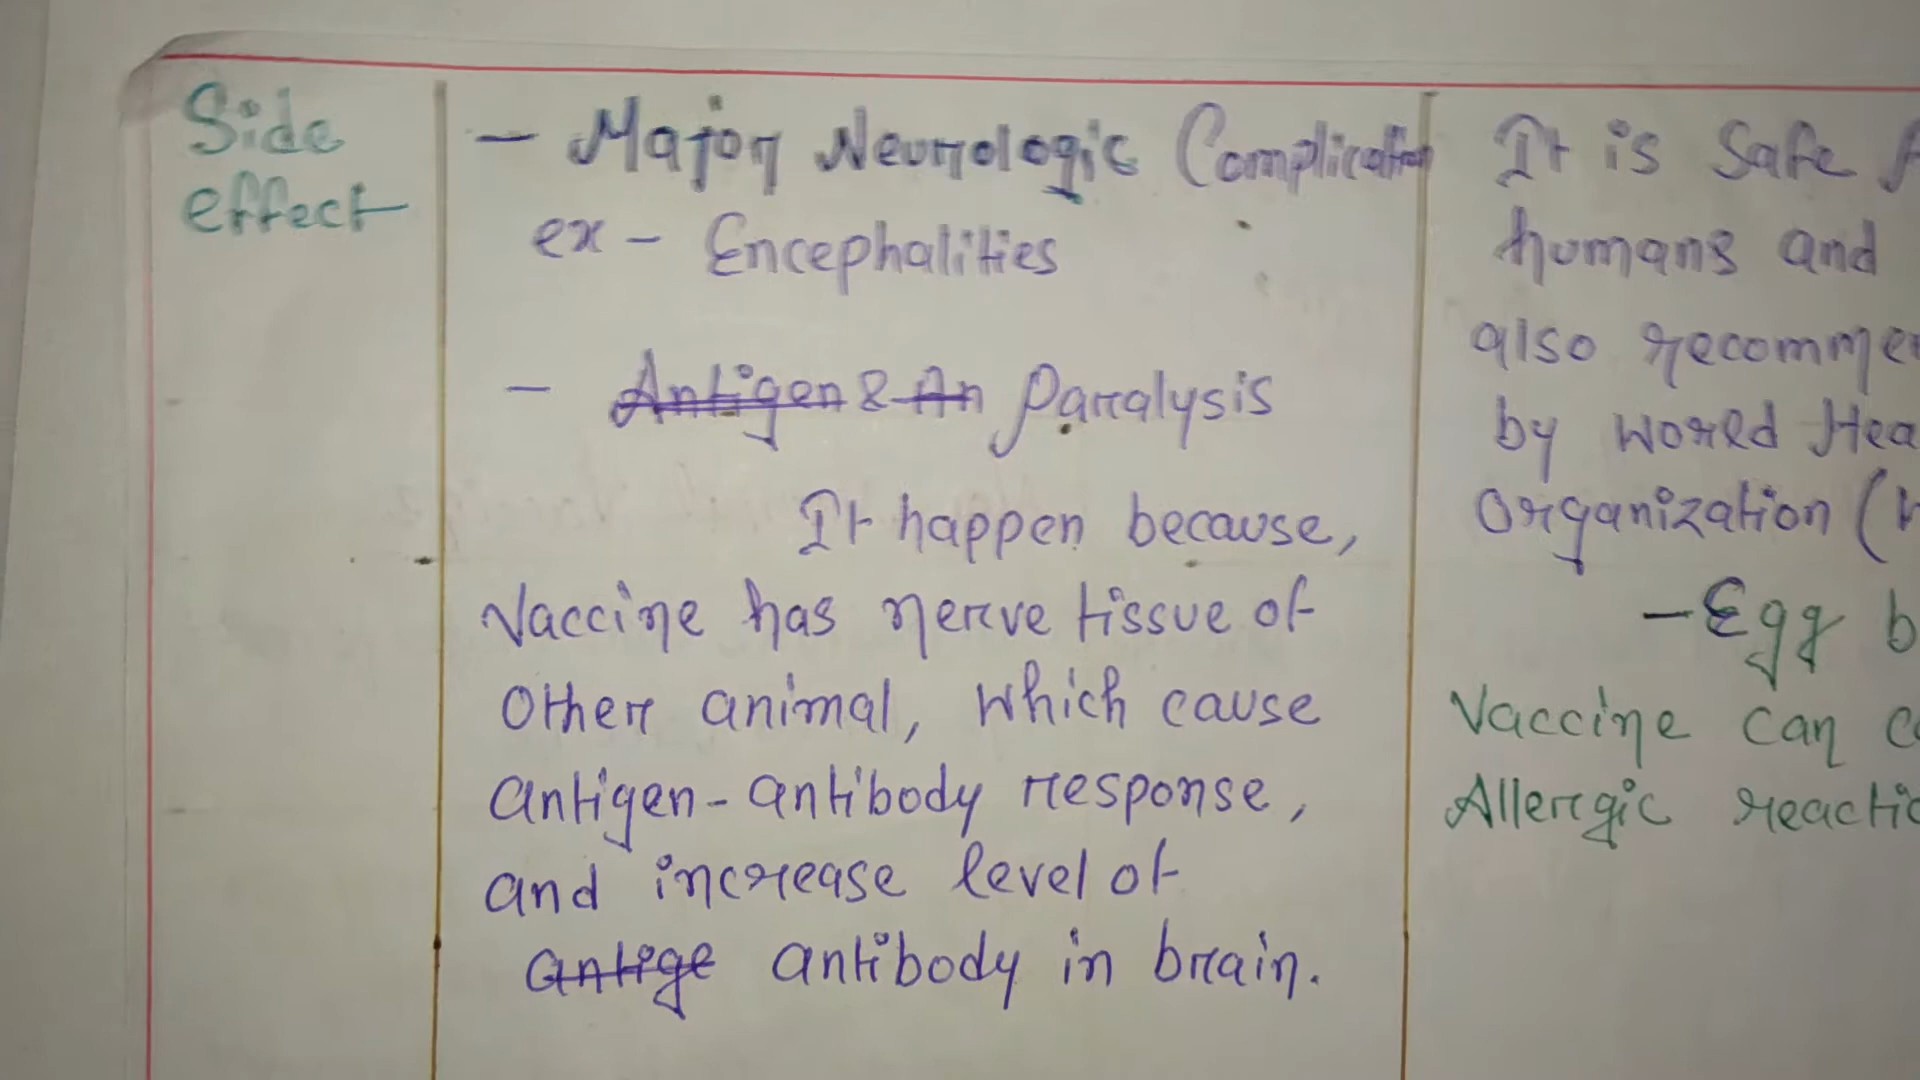 Side
effect
- Major Neurologic Complication
ex - Encephalities
- Antigen & An Paralysis
It happen because,
Vaccine has nerve tissue of
other animal, which cause
antigen-antibody response,
and increase level of
antige antibody in brain.
It is Safe
humans and
also recomme
by World Hea
Organization (
- Egg b
Vaccine can c
Allergic reactio